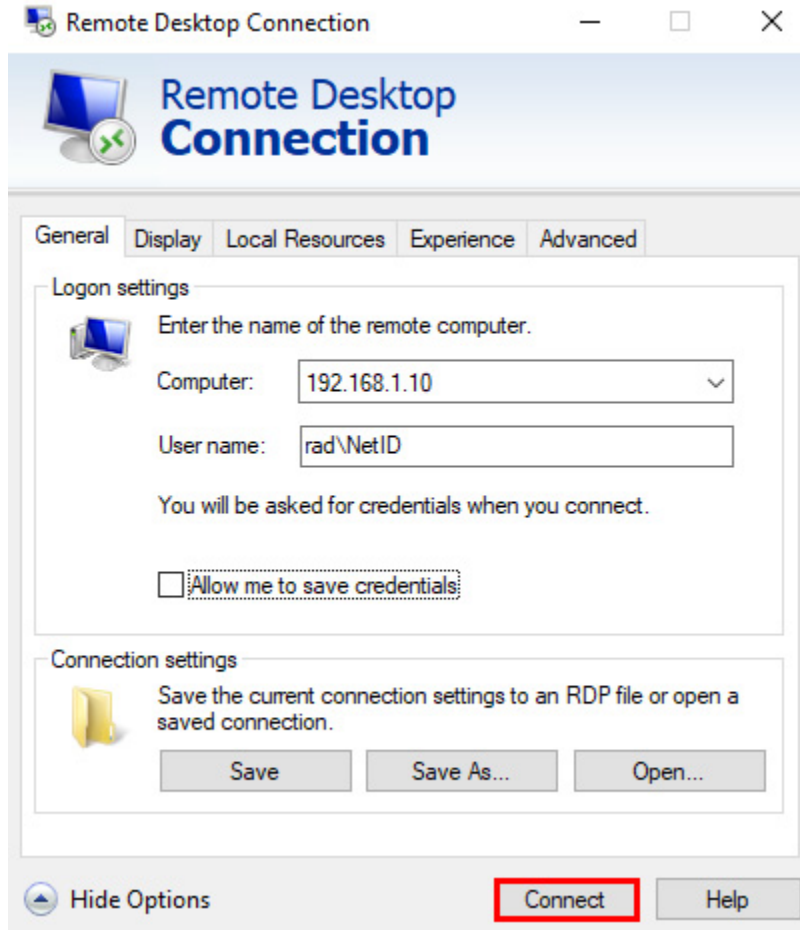 Remote Desktop Connection
Remote Desktop
Connection
General Display Local Resources Experience Advanced
Logon settings
Enter the name of the remote computer.
Computer: 192.168.1.10
User name: rad\NetID
You will be asked for credentials when you connect.
Allow me to save credentials
Connection settings
Save the current connection settings to an RDP file or open a
saved connection.
Save Save As... Open...
Hide Options Connect Help